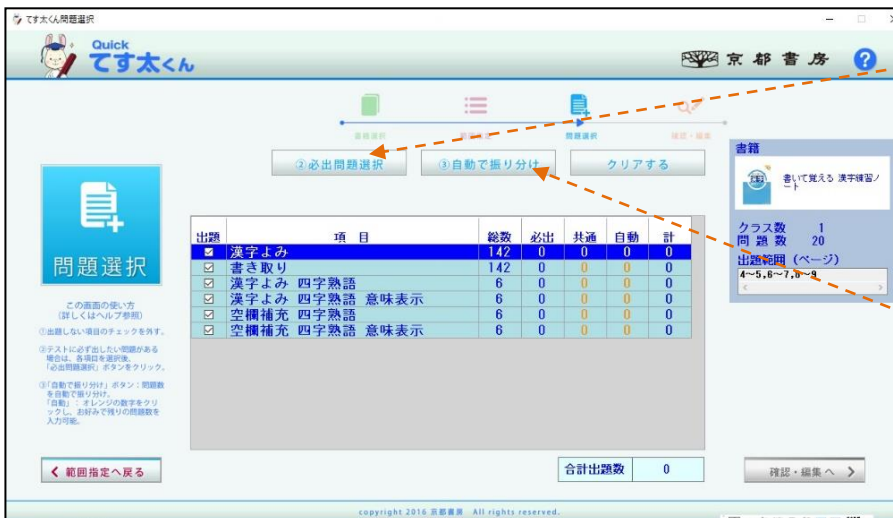 てす太くん問題選択
Quick
てす太くん
京都書房
?
問題選択
②必出問題選択
③自動で振り分け
クリアする
書籍
書いて覚える 漢字練習ノート
クラス数 1
問題数 20
出題範囲 (ページ)
4~5,6~7,8~9
問題選択
この画面の使い方
(詳しくはヘルプ参照)
①出題しない項目のチェックを外す。
②テストに必ず出したい問題がある
場合は、各項目を選択後、
「必出問題選択」ボタンをクリック。
③「自動で振り分け」ボタン:問題数
を自動で振り分け。
「自動」: オレンジの数字をクリ
ックし、お好みで残りの問題数を
入力可能。
出題 項 目 総数 必出 共通 自動 計
漢字よみ 142 0 0 0 0
書き取り 142 0 0 0 0
漢字よみ 四字熟語 6 0 0 0 0
漢字よみ 四字熟語 意味表示 6 0 0 0 0
空欄補充 四字熟語 6 0 0 0 0
空欄補充 四字熟語 意味表示 6 0 0 0 0
範囲指定へ戻る
合計出題数 0
確認・編集 へ
copyright 2016 京都書房 All rights reserved.